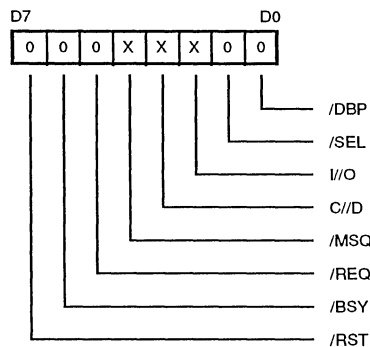 D7 D0
0 0 0 X X X 0 0
/DBP
/SEL
I//O
C//D
/MSQ
/REQ
/BSY
/RST